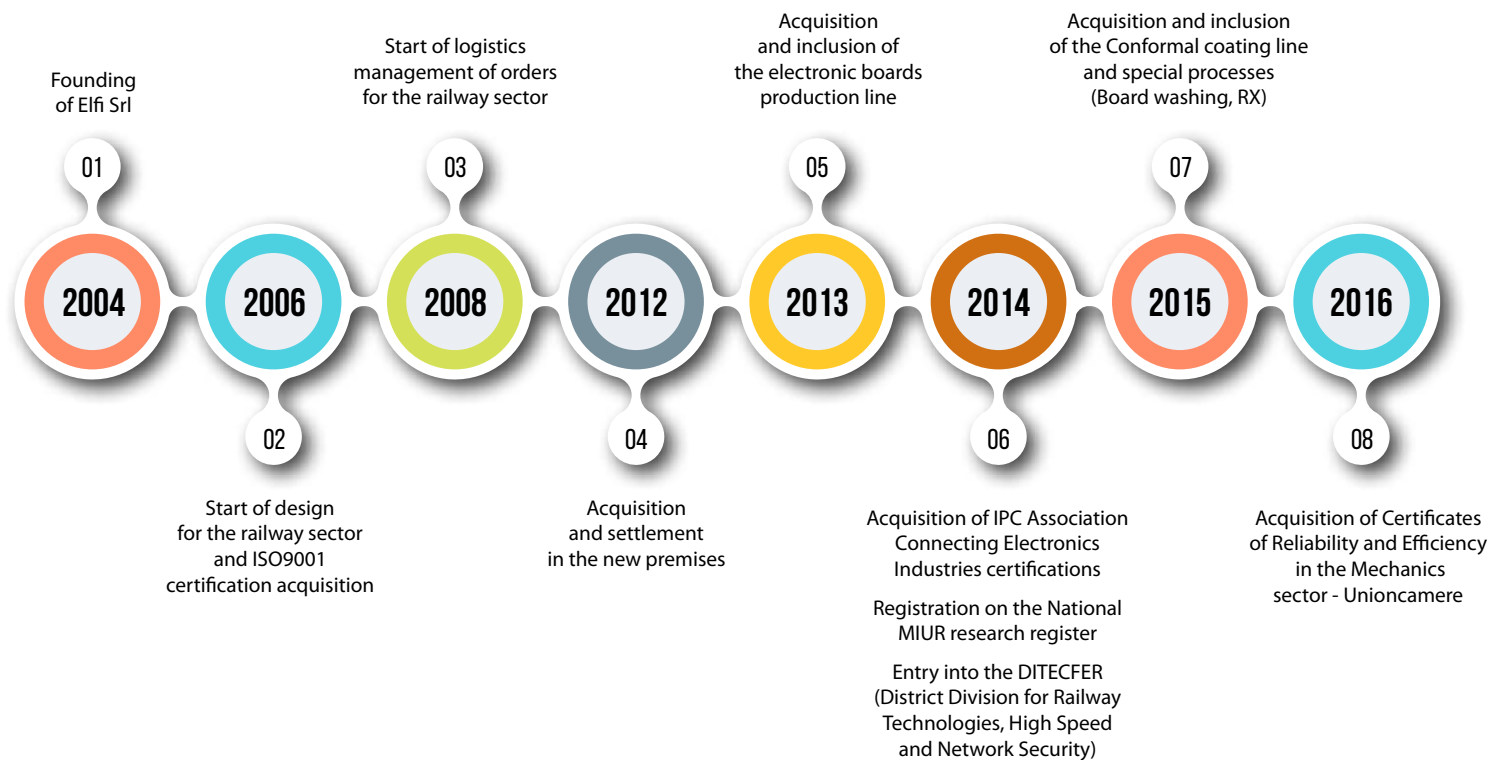 Founding
of Elfi Srl
01
2004
02
2006
Start of design
for the railway sector
and ISO9001
certification acquisition
Start of logistics
management of orders
for the railway sector
03
2008
2012
04
Acquisition
and settlement
in the new premises
Acquisition
and inclusion of
the electronic boards
production line
05
2013
2014
06
Acquisition of IPC Association
Connecting Electronics
Industries certifications
Registration on the National
MIUR research register
Entry into the DITECFER
(District Division for Railway
Technologies, High Speed
and Network Security)
Acquisition and inclusion
of the Conformal coating line
and special processes
(Board washing, RX)
07
2015
2016
08
Acquisition of Certificates
of Reliability and Efficiency
in the Mechanics
sector - Unioncamere